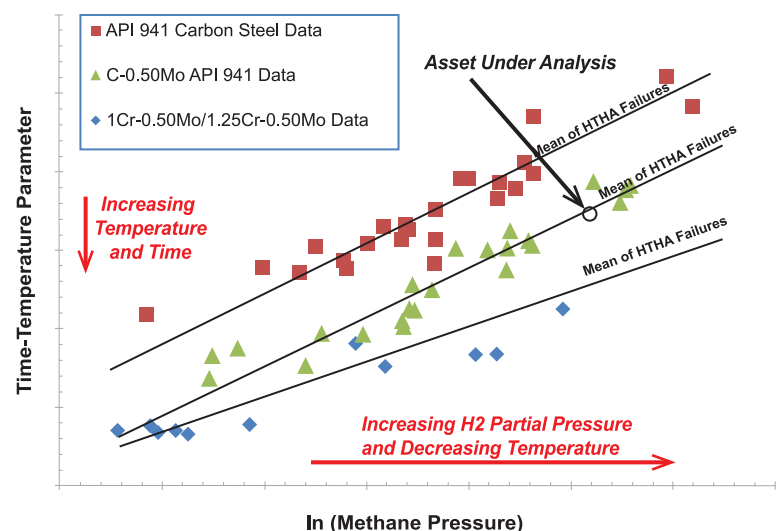 API 941 Carbon Steel Data
C-0.50Mo API 941 Data
1Cr-0.50Mo/1.25Cr-0.50Mo Data
Asset Under Analysis
Mean of HTHA Failures
Mean of HTHA Failures
Mean of HTHA Failures
Increasing
Temperature
and Time
Time-Temperature Parameter
Increasing H2 Partial Pressure
and Decreasing Temperature
ln (Methane Pressure)